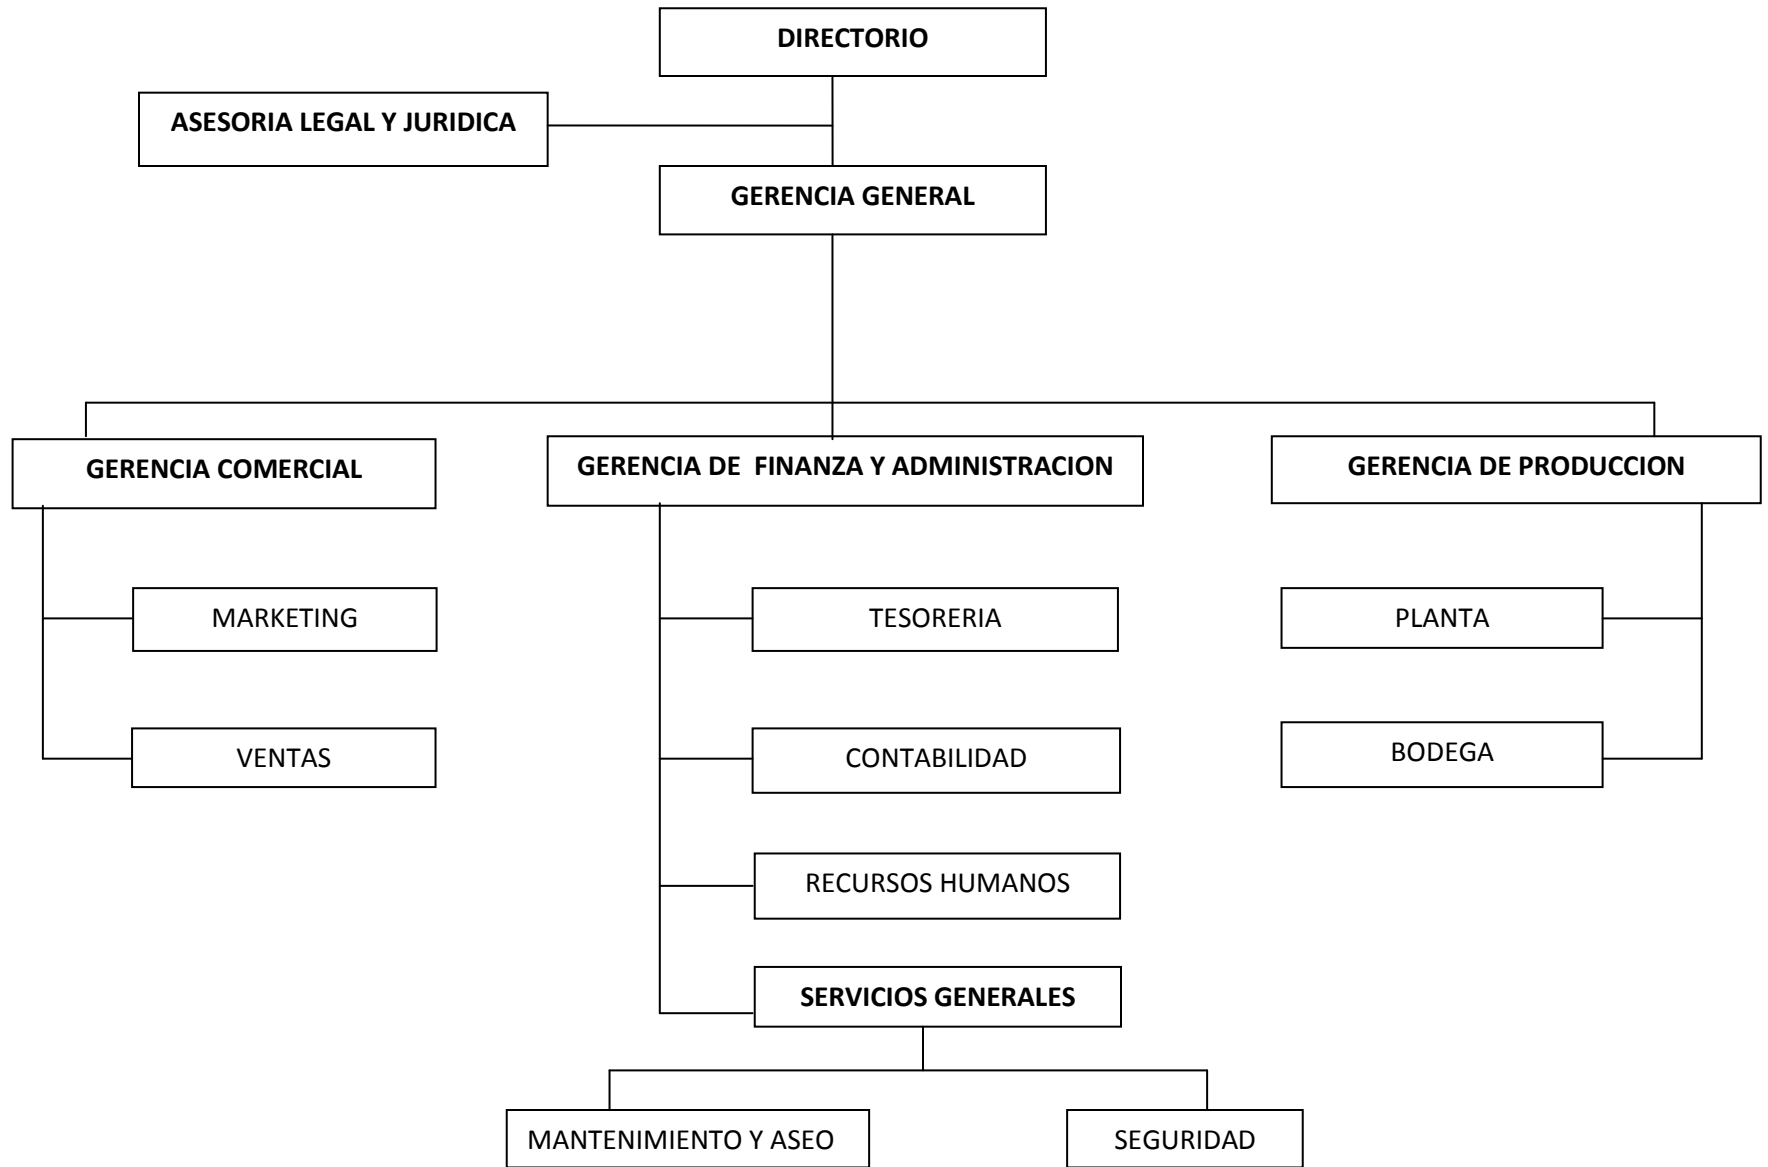 DIRECTORIO
ASESORIA LEGAL Y JURIDICA
GERENCIA GENERAL
GERENCIA COMERCIAL
GERENCIA DE  FINANZA Y ADMINISTRACION
GERENCIA DE PRODUCCION
MARKETING
TESORERIA
PLANTA
VENTAS
CONTABILIDAD
BODEGA
RECURSOS HUMANOS
SERVICIOS GENERALES
MANTENIMIENTO Y ASEO
SEGURIDAD